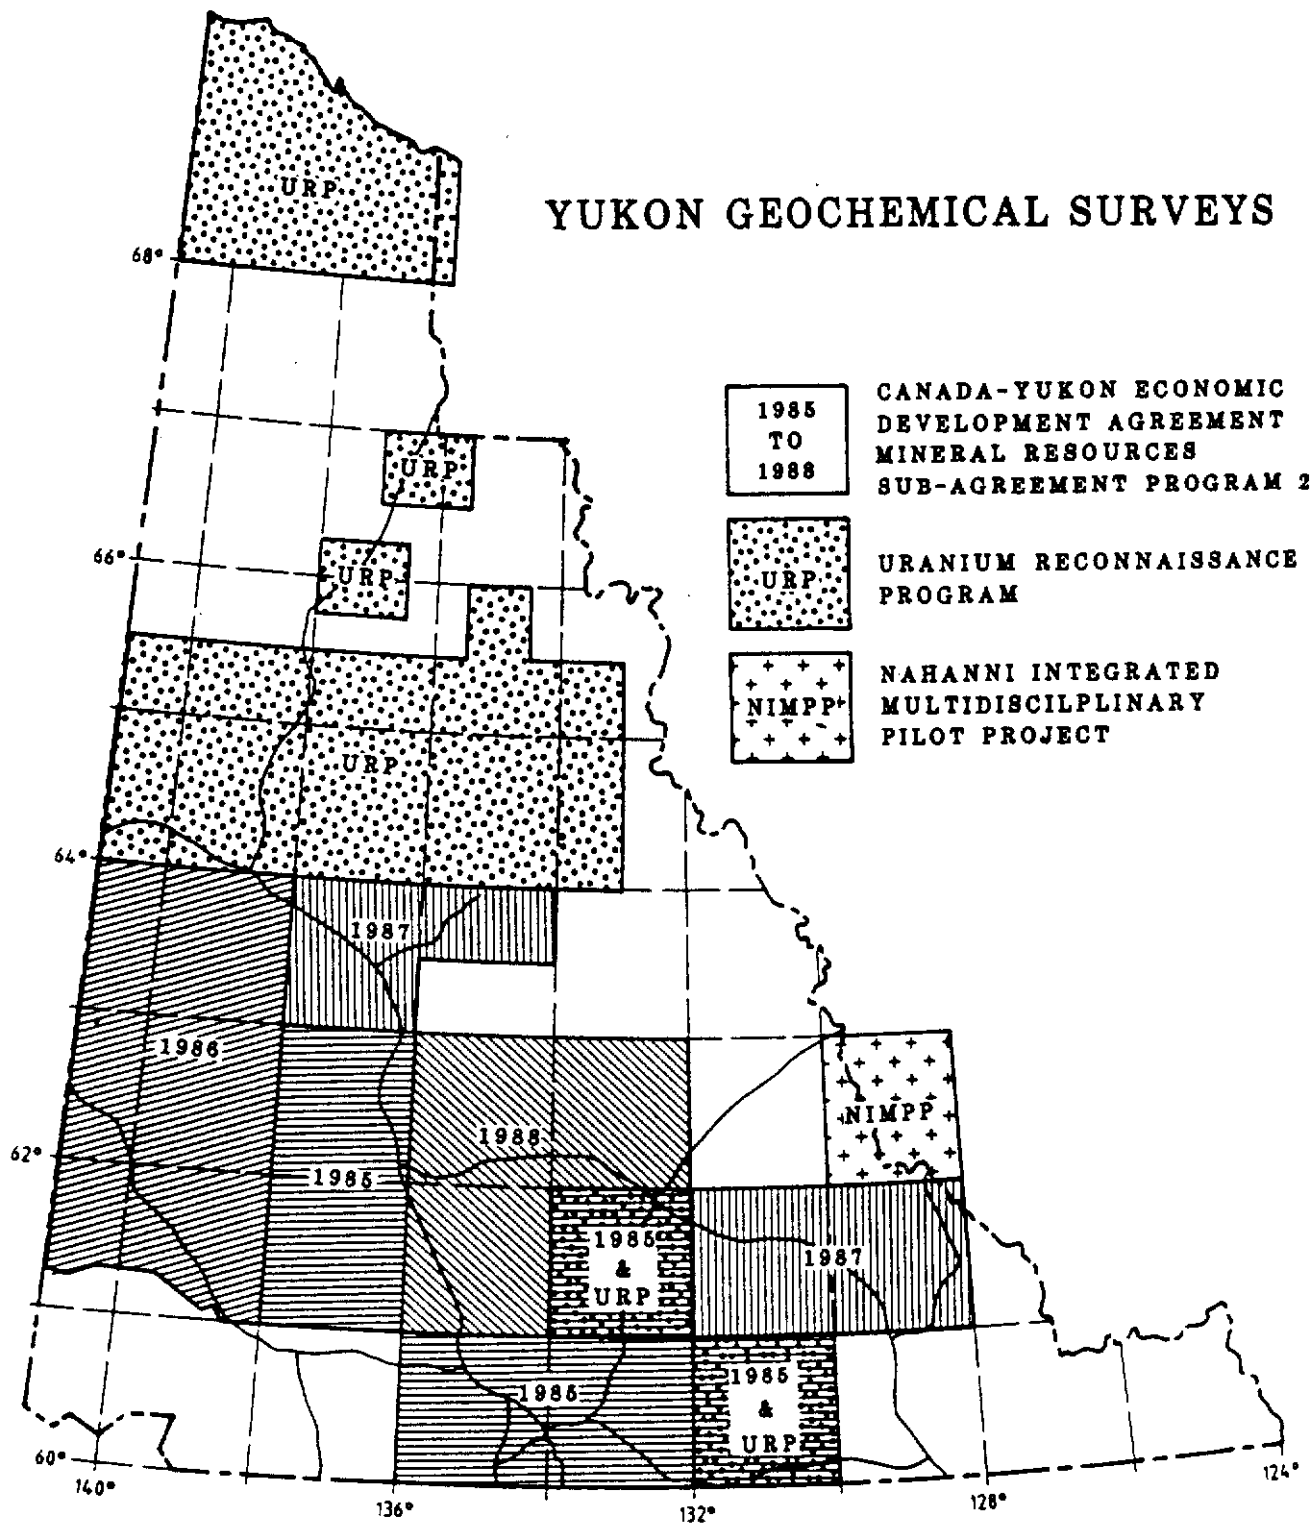 URP
YUKON GEOCHEMICAL SURVEYS
68°
1985
TO
1988
CANADA-YUKON ECONOMIC
DEVELOPMENT AGREEMENT
MINERAL RESOURCES
SUB-AGREEMENT PROGRAM 2
URP
URP
URANIUM RECONNAISSANCE
PROGRAM
66°
URP
NIMPP
NAHANNI INTEGRATED
MULTIDISCILPLINARY
PILOT PROJECT
URP
64°
1987
1986
NIMPP
1988
62°
1985
1985
&
URP
1987
1985
1985
&
URP
60°
140°
136°
132°
128°
124°